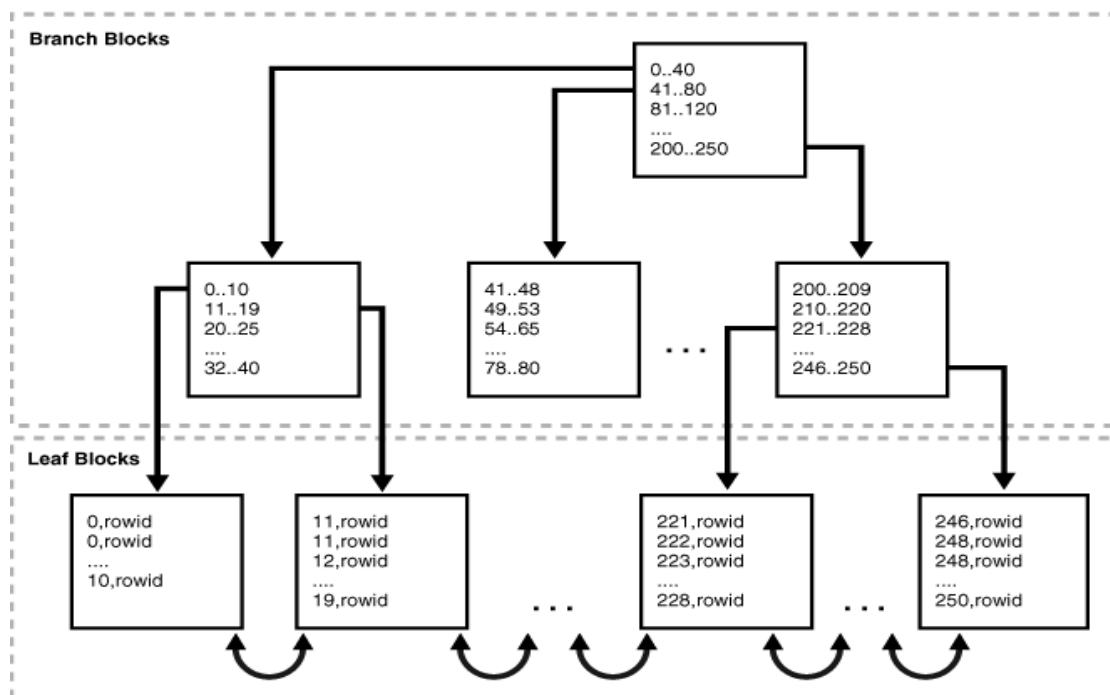 Branch Blocks
0..40
41..80
81..120
....
200..250
0..10
11..19
20..25
....
32..40
41..48
49..53
54..65
....
78..80
...
200..209
210..220
221..228
....
246..250
Leaf Blocks
0,rowid
0,rowid
....
10,rowid
11,rowid
11,rowid
12,rowid
....
19,rowid
...
221,rowid
222,rowid
223,rowid
....
228,rowid
...
246,rowid
248,rowid
248,rowid
....
250,rowid